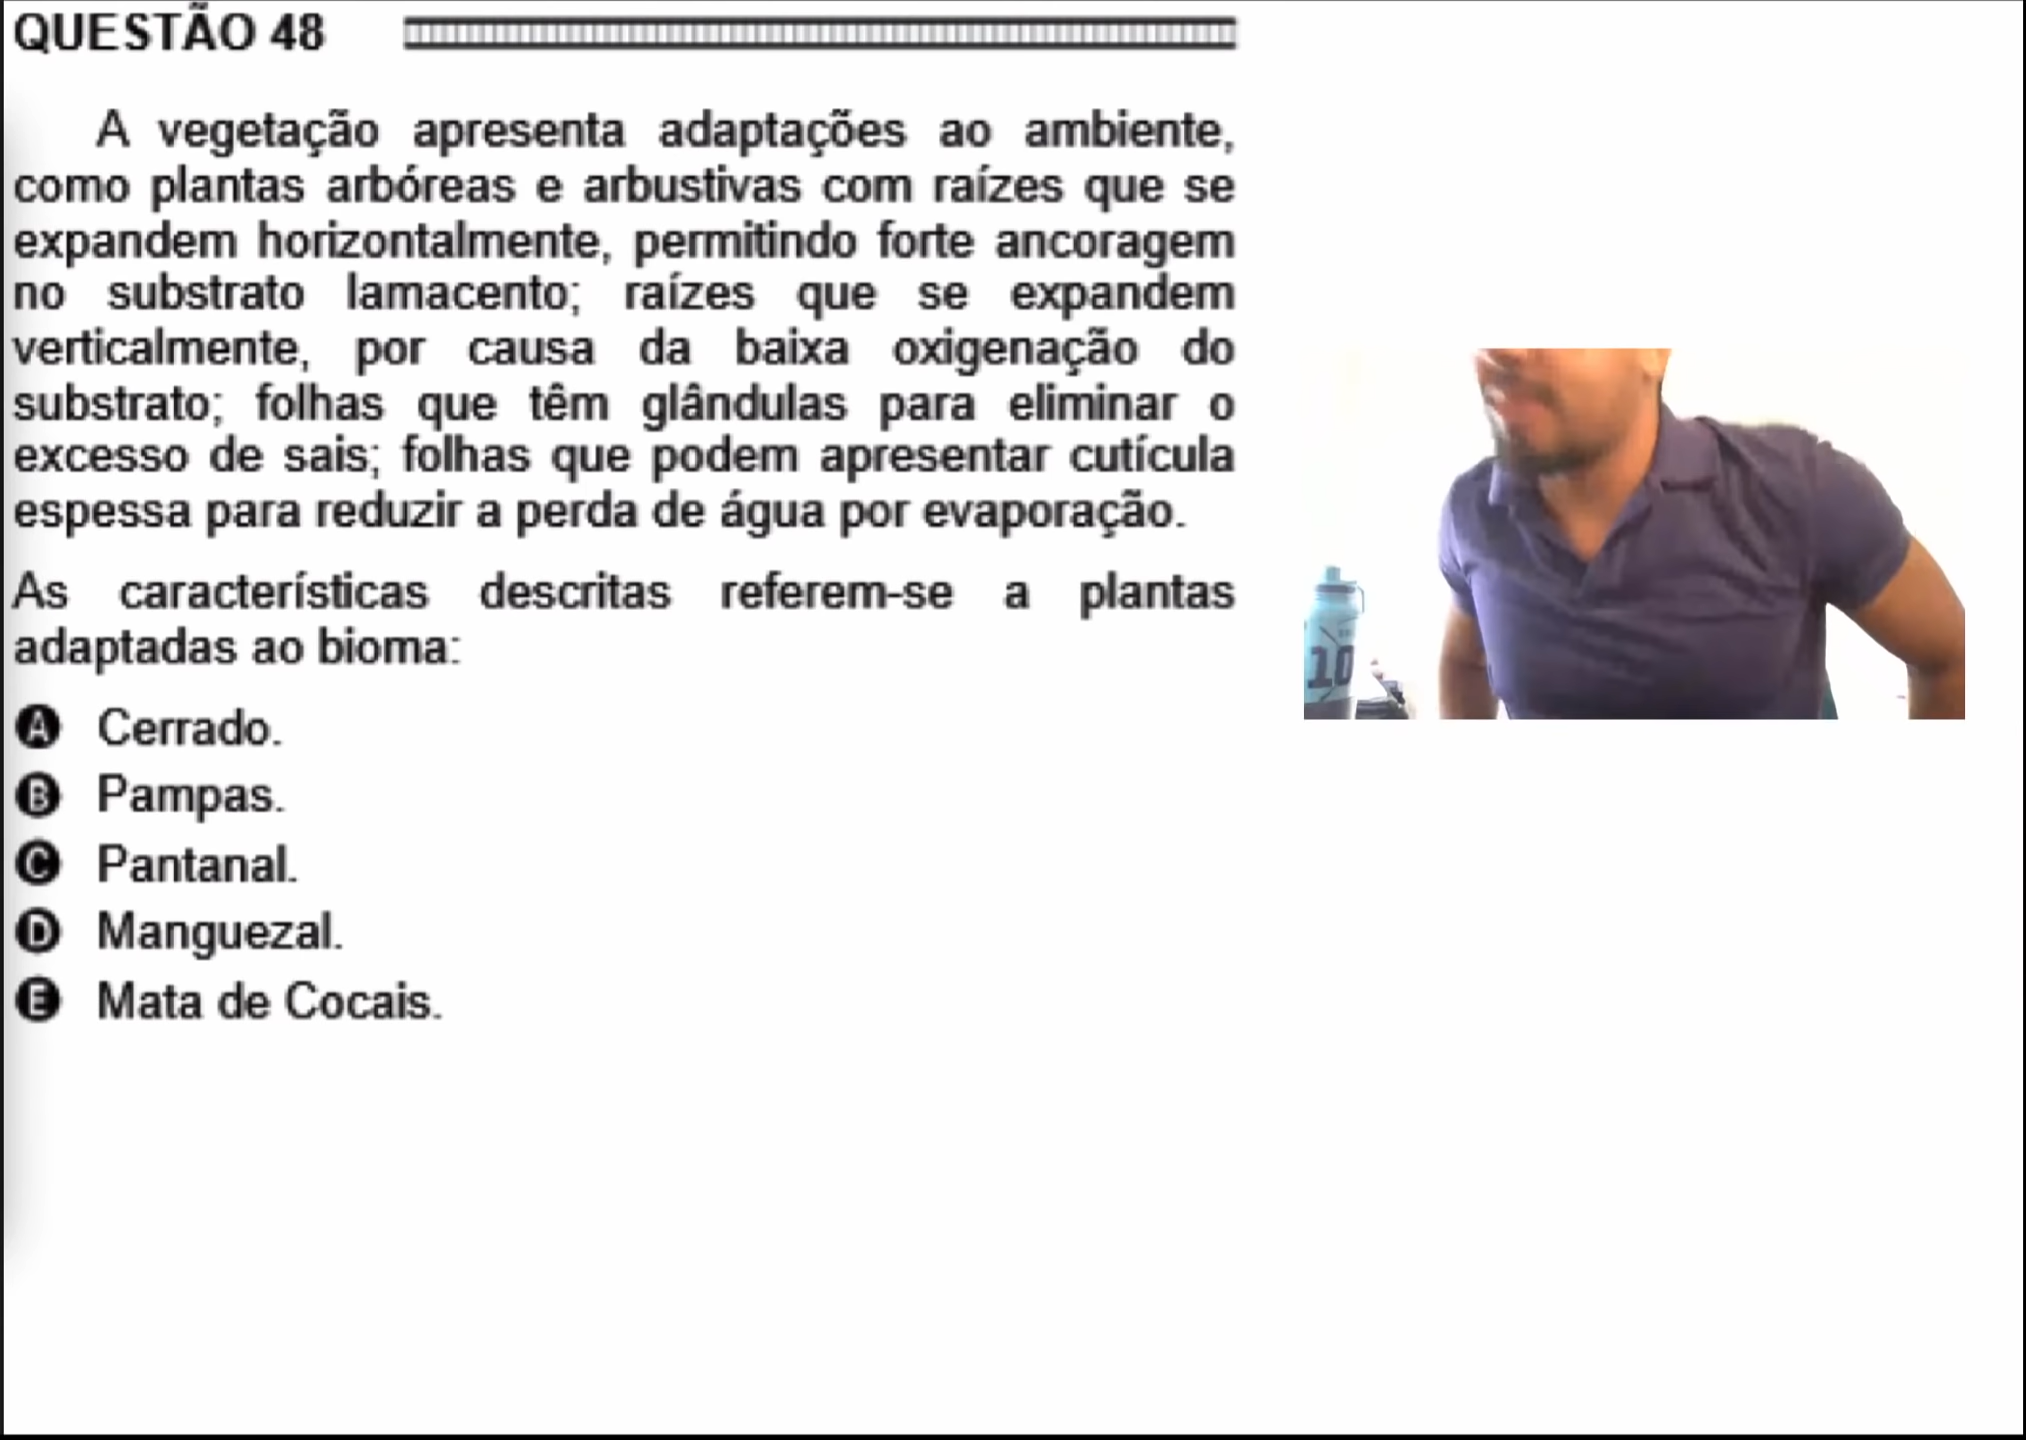 QUESTÃO 48
A vegetação apresenta adaptações ao ambiente,
como plantas arbóreas e arbustivas com raízes que se
expandem horizontalmente, permitindo forte ancoragem
no substrato lamacento; raízes que se expandem
verticalmente, por causa da baixa oxigenação do
substrato; folhas que têm glândulas para eliminar o
excesso de sais; folhas que podem apresentar cutícula
espessa para reduzir a perda de água por evaporação.
As características descritas referem-se a plantas
adaptadas ao bioma:
A Cerrado.
B Pampas.
C Pantanal.
D Manguezal.
E Mata de Cocais.
10